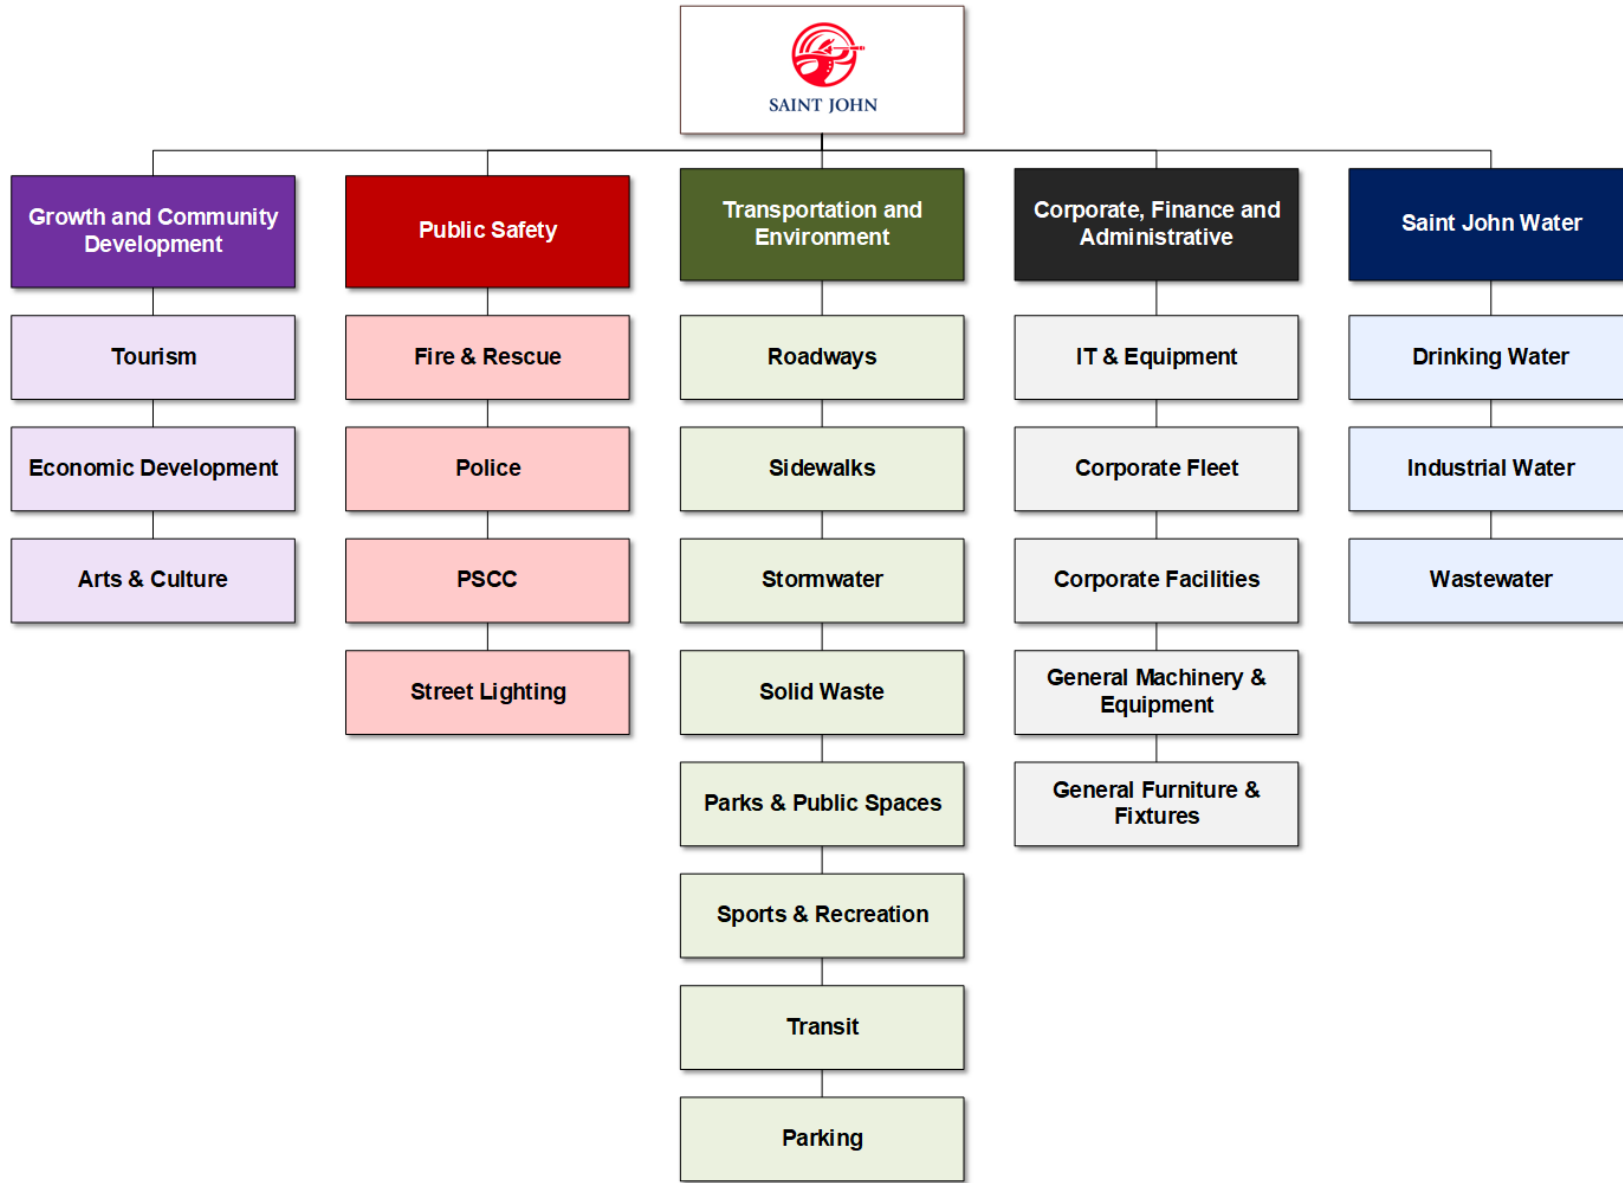 SAINT JOHN
Growth and Community
Development
Tourism
Economic Development
Arts & Culture
Public Safety
Fire & Rescue
Police
PSCC
Street Lighting
Transportation and
Environment
Roadways
Sidewalks
Stormwater
Solid Waste
Parks & Public Spaces
Sports & Recreation
Transit
Parking
Corporate, Finance and
Administrative
IT & Equipment
Corporate Fleet
Corporate Facilities
General Machinery &
Equipment
General Furniture &
Fixtures
Saint John Water
Drinking Water
Industrial Water
Wastewater